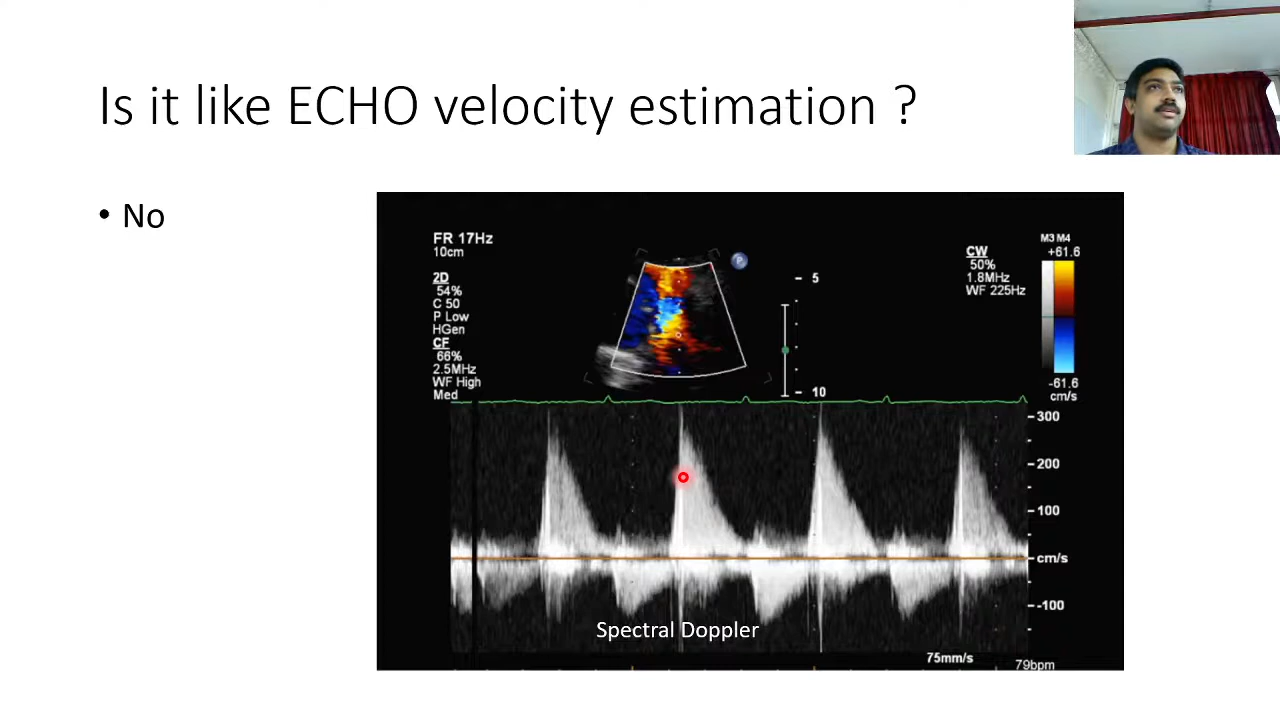 Is it like ECHO velocity estimation ?
• No
FR 17Hz
10cm
2D
54%
C 50
P Low
HGen
CF
66%
2.5MHz
WF High
Med
P
5
10
CW
50%
1.8MHz
WF 225Hz
M3 M4
+61.6
-61.6
cm/s
300
200
100
cm/s
-100
Spectral Doppler
75mm/s
79bpm